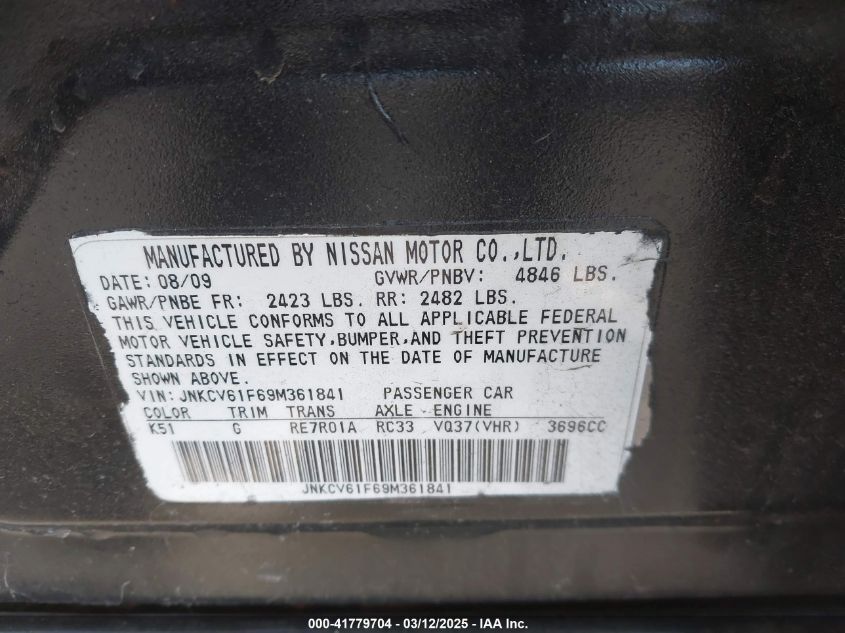 MANUFACTURED BY NISSAN MOTOR CO.,LTD.
DATE: 08/09 GVWR/PNBV: 4846 LBS.
GAWR/PNBE FR: 2423 LBS. RR: 2482 LBS.
THIS VEHICLE CONFORMS TO ALL APPLICABLE FEDERAL
MOTOR VEHICLE SAFETY,BUMPER,AND THEFT PREVENTION
STANDARDS IN EFFECT ON THE DATE OF MANUFACTURE
SHOWN ABOVE.
VIN: JNKCV61F69M361841 PASSENGER CAR
COLOR TRIM TRANS AXLE ENGINE
K51 G RE7R01A RC33 VQ37(VHR) 3696CC
JNKCV61F69M361841
000-41779704 - 03/12/2025 - IAA Inc.